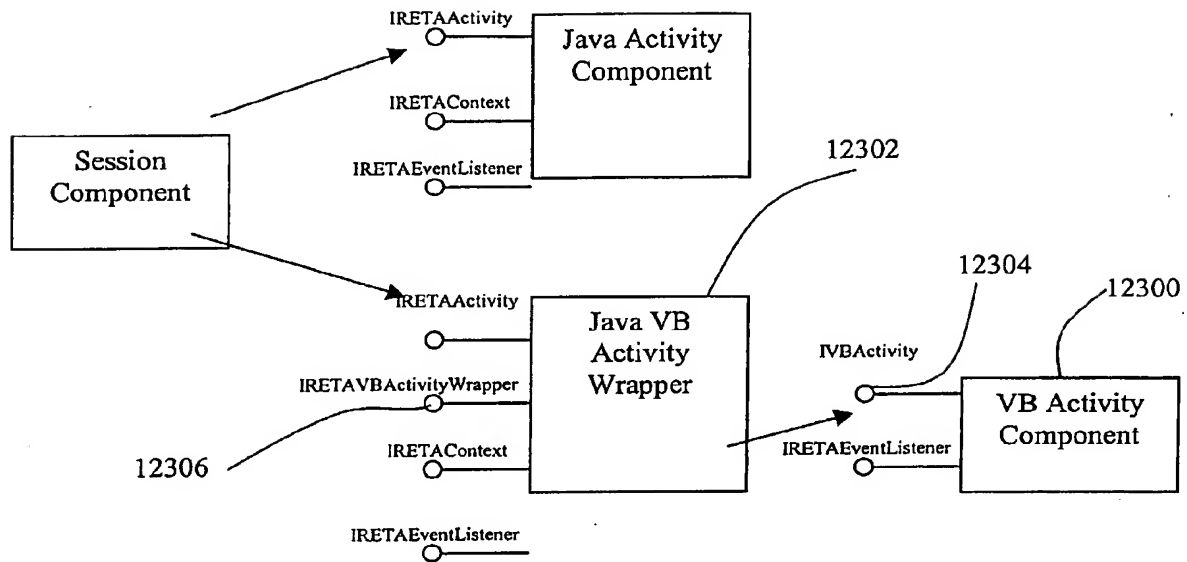 IRETAActivity
Java Activity
Component
IRETAContext
IRETAEventListener
Session
Component
12302
12304
12300
IRETAActivity
Java VB
Activity
Wrapper
IVBActivity
IRETAVBActivityWrapper
VB Activity
Component
IRETAContext
IRETAEventListener
12306
IRETAEventListener